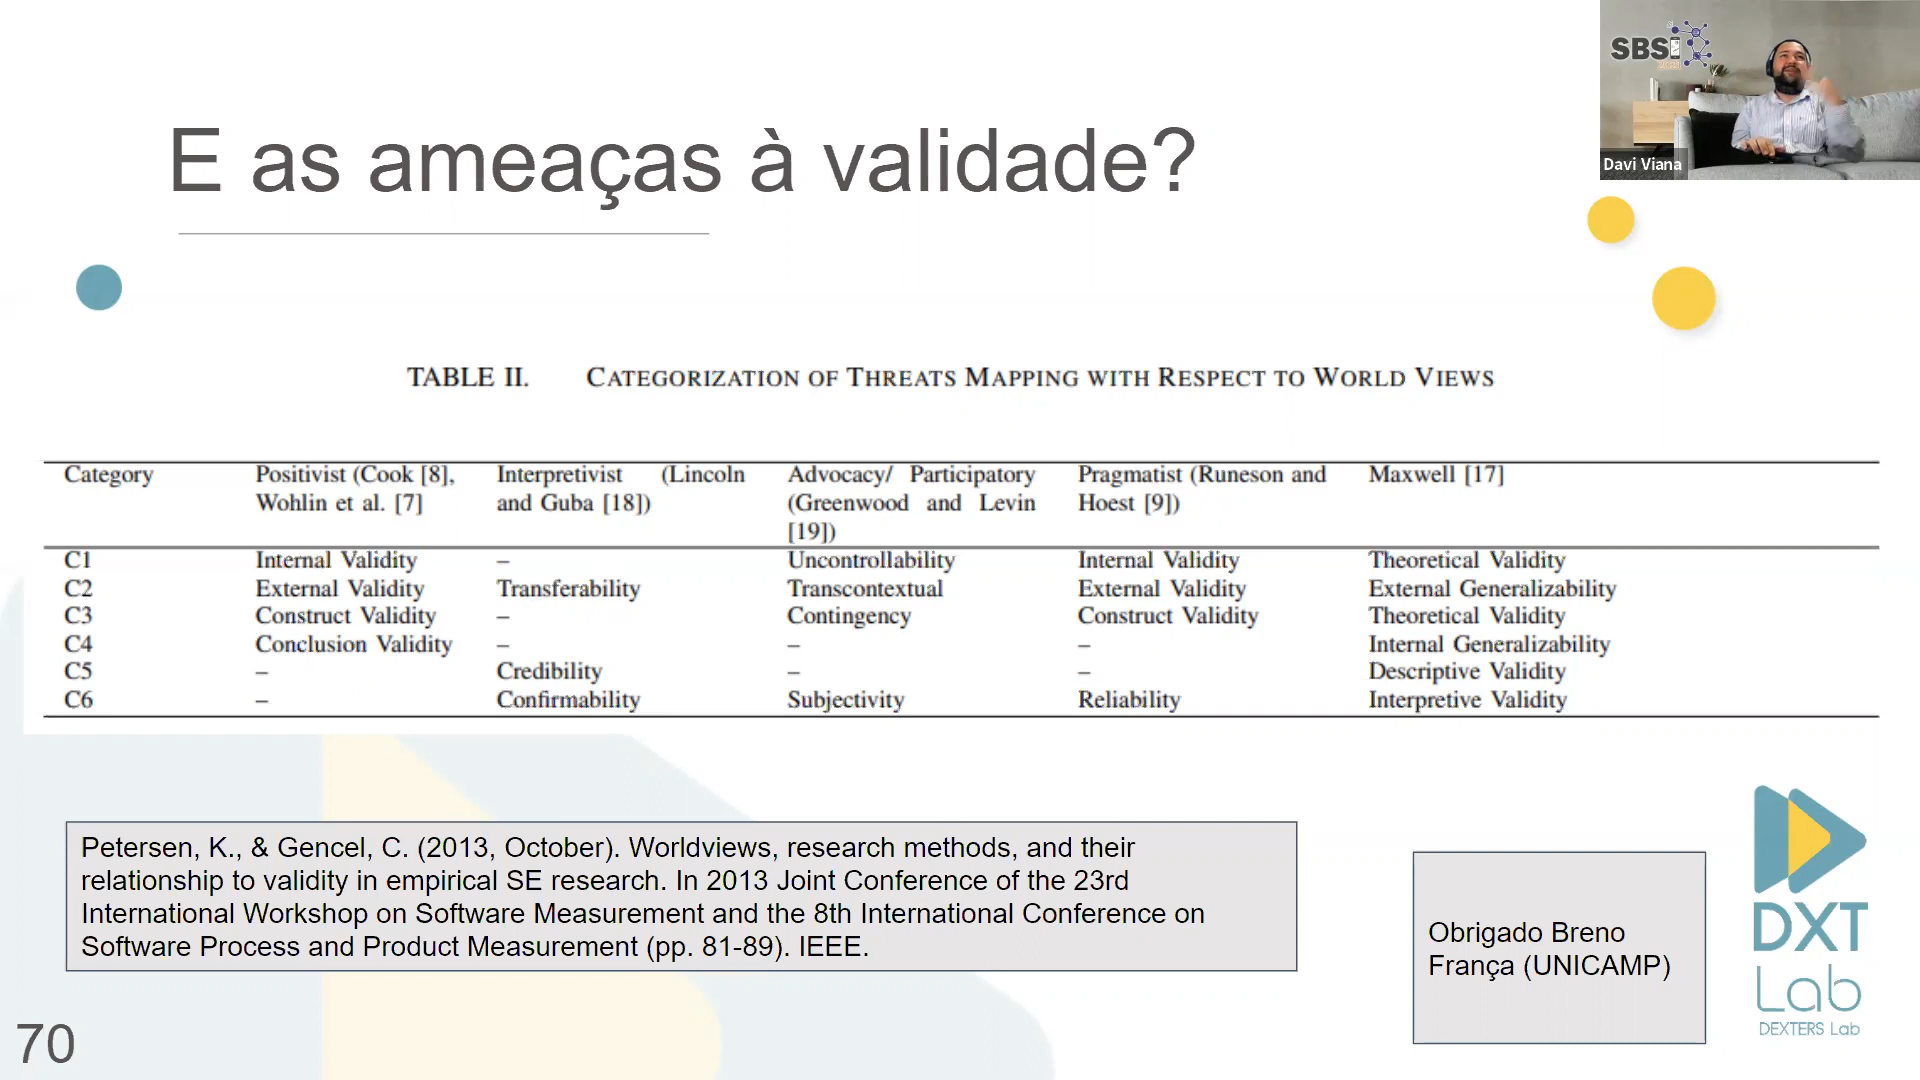 SBSI
Davi Viana
E as ameaças à validade?
TABLE II. CATEGORIZATION OF THREATS MAPPING WITH RESPECT TO WORLD VIEWS
Category Positivist (Cook [8], Interpretivist (Lincoln Advocacy/ Participatory Pragmatist (Runeson and Maxwell [17]
Wohlin et al. [7] and Guba [18]) (Greenwood and Levin Hoest [9])
[19])
C1 Internal Validity – Uncontrollability Internal Validity Theoretical Validity
C2 External Validity Transferability Transcontextual External Validity External Generalizability
C3 Construct Validity – Contingency Construct Validity Theoretical Validity
C4 Conclusion Validity – – – Internal Generalizability
C5 – Credibility – – Descriptive Validity
C6 – Confirmability Subjectivity Reliability Interpretive Validity
Petersen, K., & Gencel, C. (2013, October). Worldviews, research methods, and their
relationship to validity in empirical SE research. In 2013 Joint Conference of the 23rd
International Workshop on Software Measurement and the 8th International Conference on
Software Process and Product Measurement (pp. 81-89). IEEE.
Obrigado Breno
França (UNICAMP)
DXT
Lab
DEXTERS Lab
70